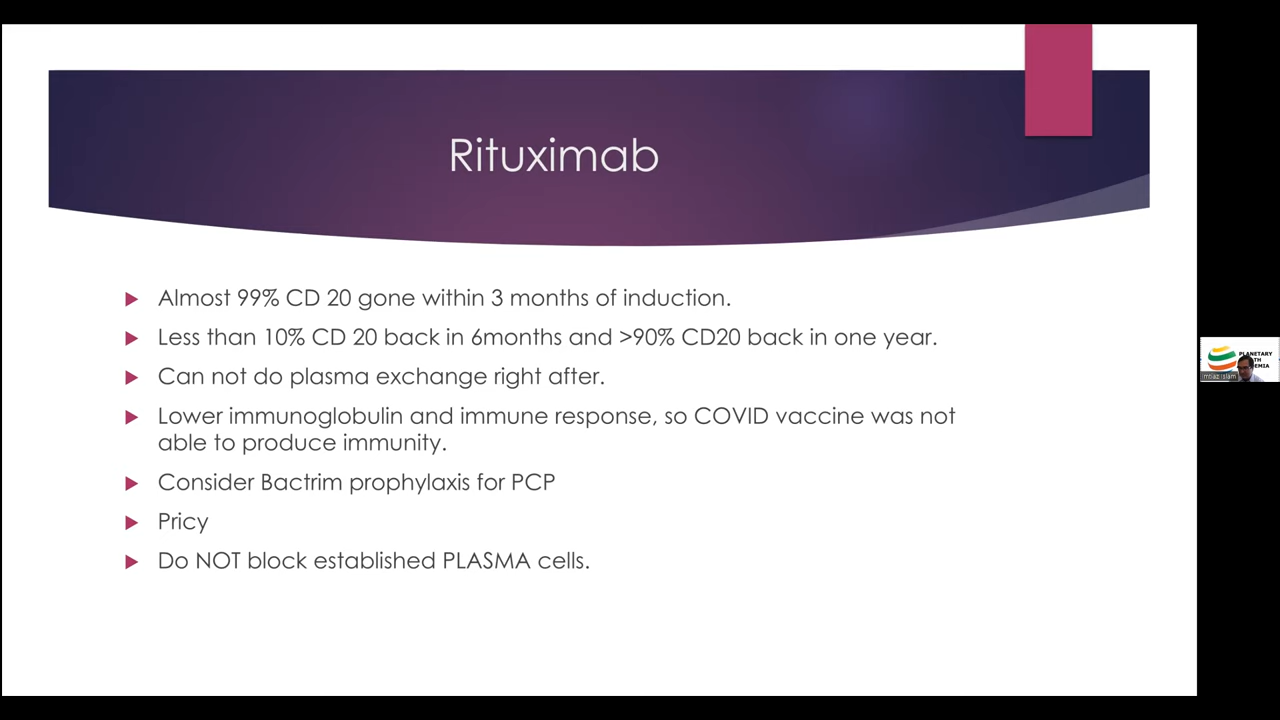 Rituximab
Almost 99% CD 20 gone within 3 months of induction.
Less than 10% CD 20 back in 6months and >90% CD20 back in one year.
Can not do plasma exchange right after.
Lower immunoglobulin and immune response, so COVID vaccine was not
able to produce immunity.
Consider Bactrim prophylaxis for PCP
Pricy
Do NOT block established PLASMA cells.
PLANETARY
Imtiaz Islam